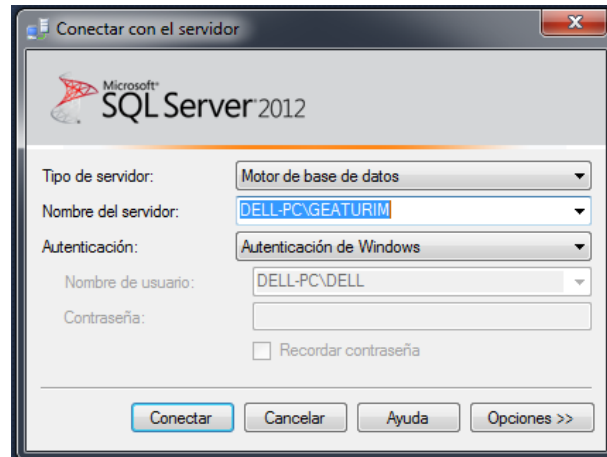 Conectar con el servidor
Microsoft®
SQL Server® 2012
Tipo de servidor: Motor de base de datos
Nombre del servidor: DELL-PC\GEATURIM
Autenticación: Autenticación de Windows
Nombre de usuario: DELL-PC\DELL
Contraseña:
Recordar contraseña
Conectar Cancelar Ayuda Opciones >>